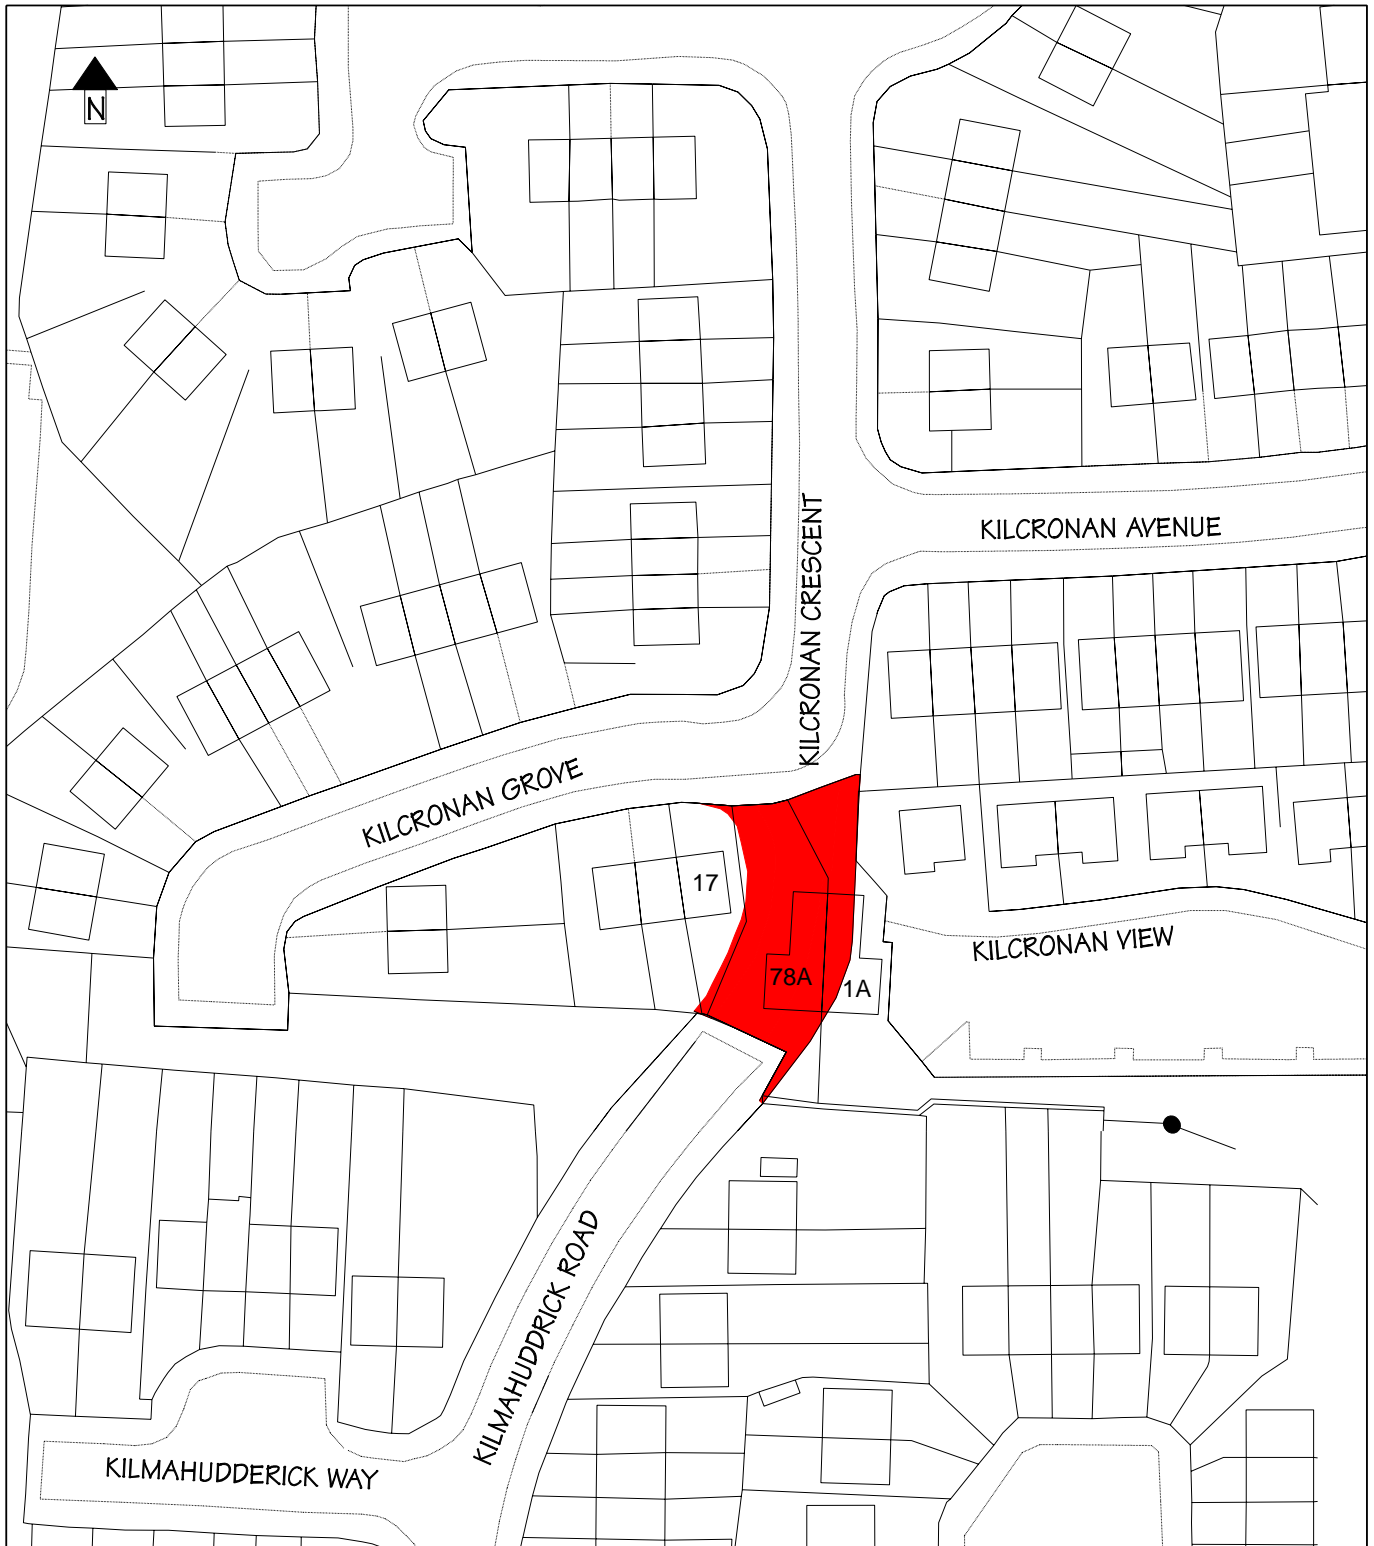 N
KILCRONAN AVENUE
KILCRONAN CRESCENT
KILCRONAN GROVE
17
KILCRONAN VIEW
78A
1A
KILMAHUDDRICK ROAD
KILMAHUDDERICK WAY